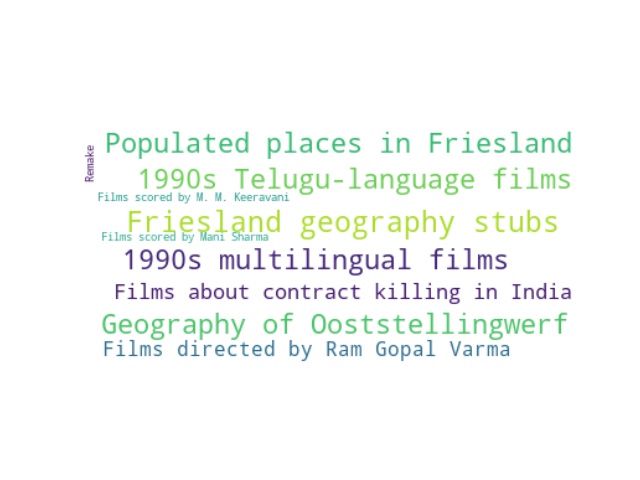 Populated places in Friesland
Remake
1990s Telugu-language films
Films scored by M. M. Keeravani
Friesland geography stubs
Films scored by Mani Sharma
1990s multilingual films
Films about contract killing in India
Geography of Ooststellingwerf
Films directed by Ram Gopal Varma